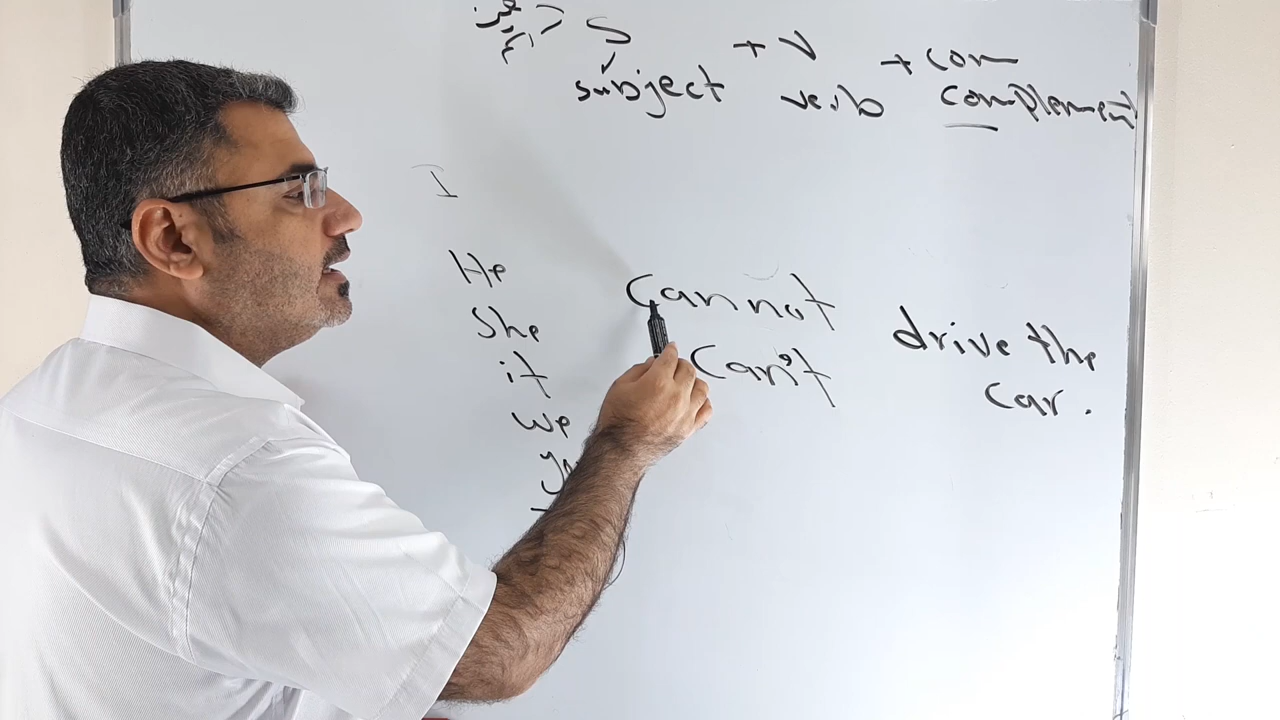 S + V + com
subject verb complement
I
He
She
it
we
cannot
can't
drive the
car.